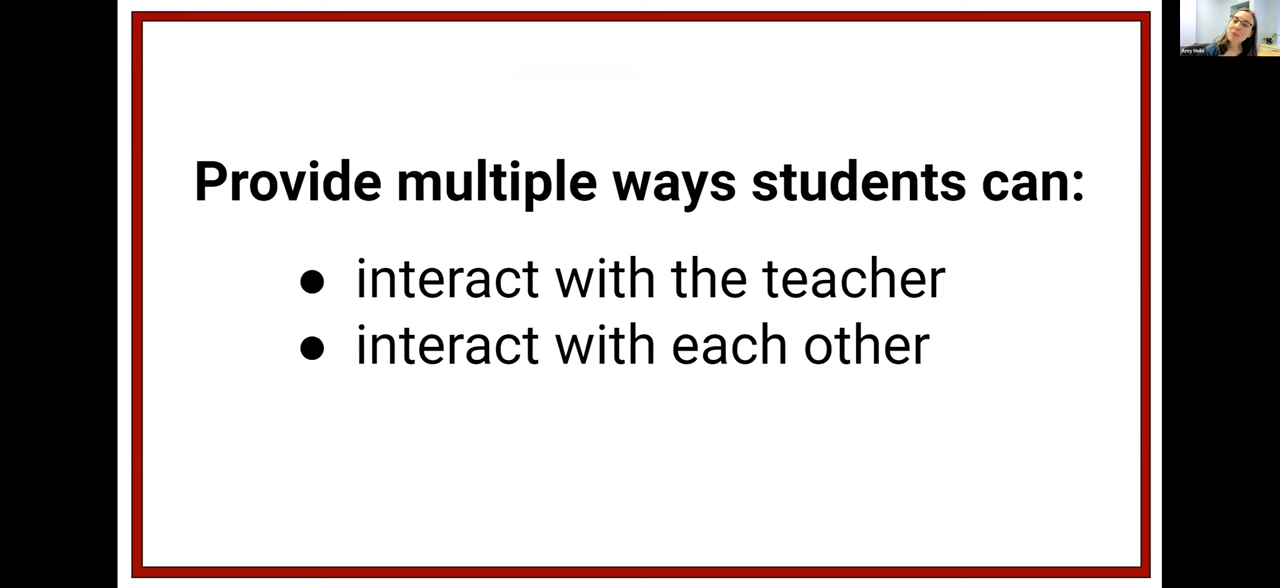 Provide multiple ways students can:
● interact with the teacher
● interact with each other